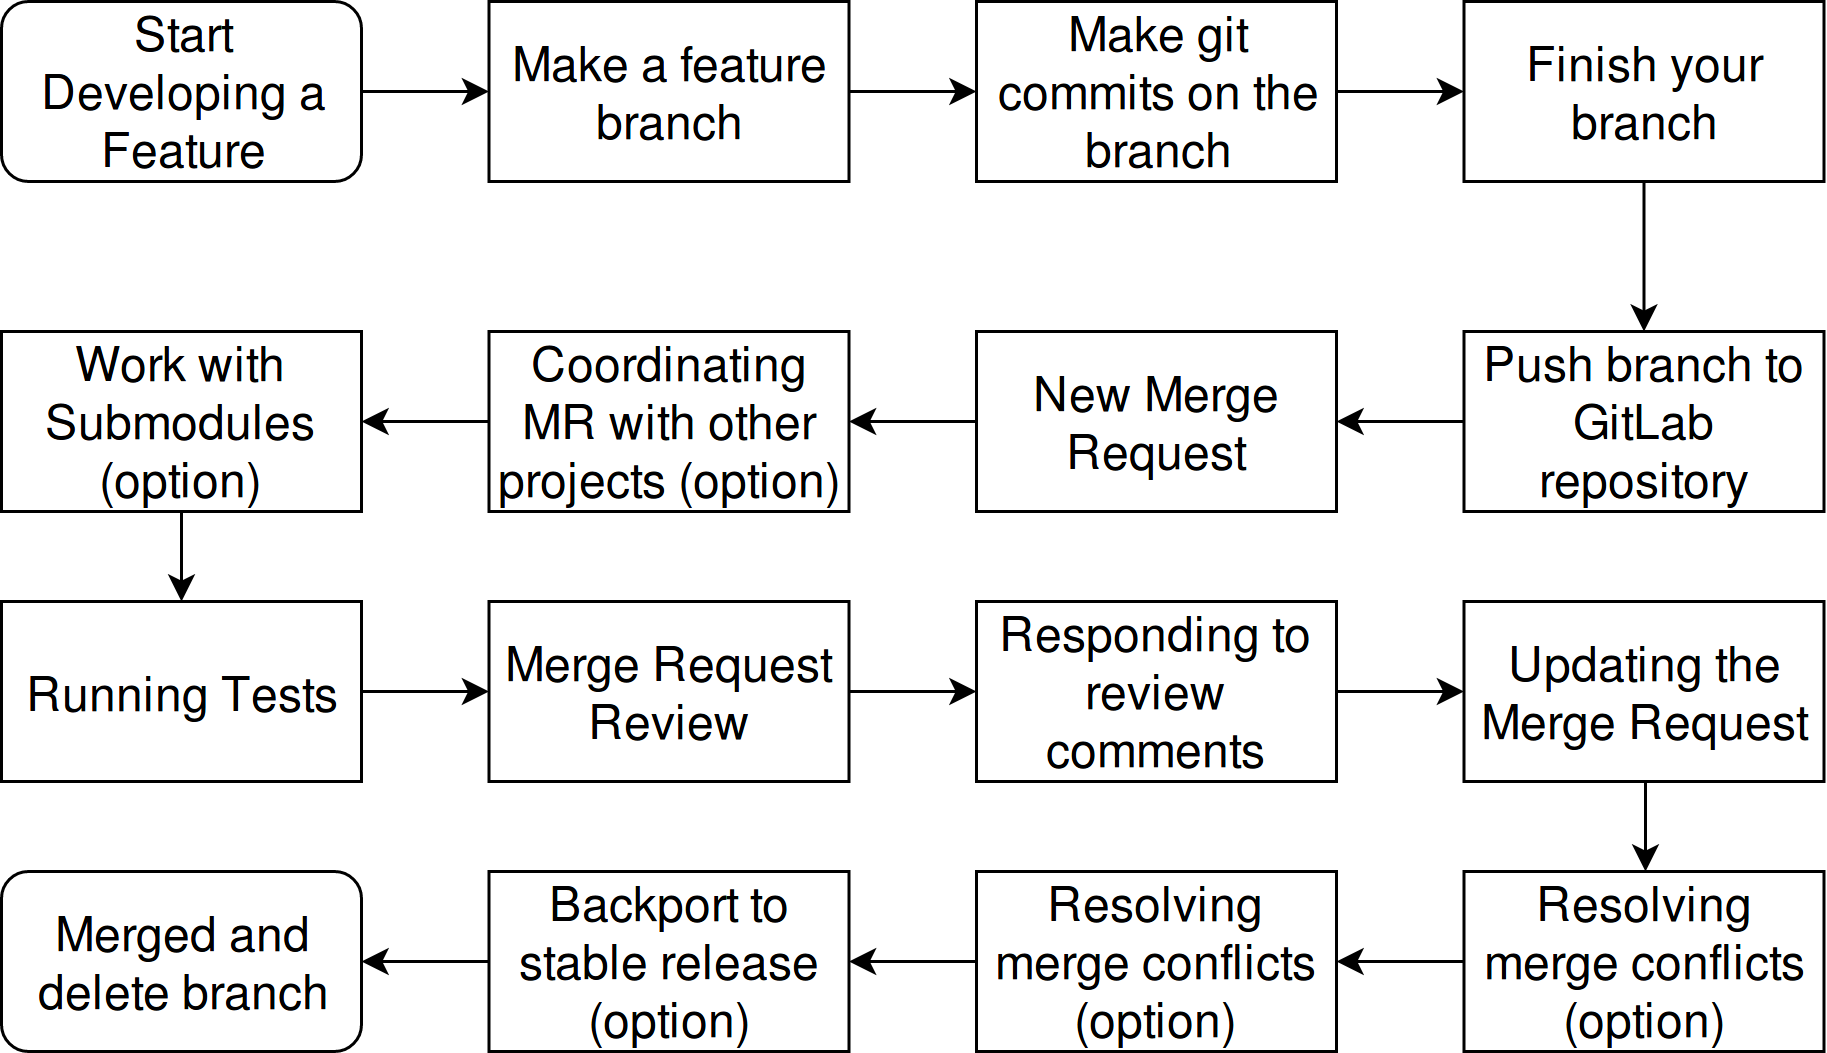 Start
Developing a
Feature
Make a feature
branch
Make git
commits on the
branch
Finish your
branch
Push branch to
GitLab
repository
New Merge
Request
Coordinating
MR with other
projects (option)
Work with
Submodules
(option)
Running Tests
Merge Request
Review
Responding to
review
comments
Updating the
Merge Request
Resolving
merge conflicts
(option)
Resolving
merge conflicts
(option)
Backport to
stable release
(option)
Merged and
delete branch